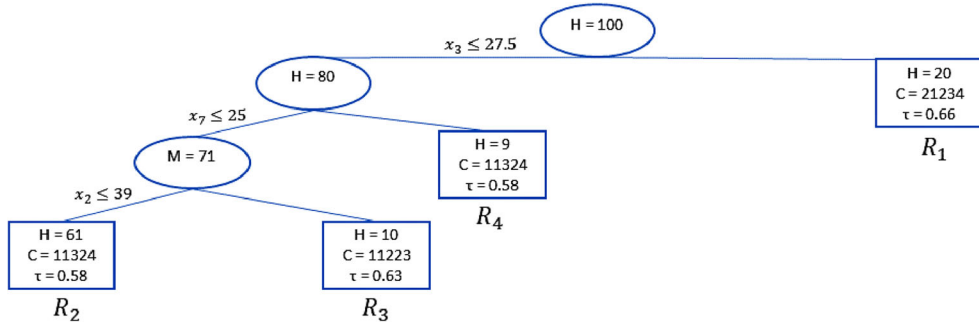 H = 100
x₃ ≤ 27.5
H = 80
H = 20
C = 21234
τ = 0.66
R₁
x₇ ≤ 25
M = 71
H = 9
C = 11324
τ = 0.58
R₄
x₂ ≤ 39
H = 61
C = 11324
τ = 0.58
R₂
H = 10
C = 11223
τ = 0.63
R₃